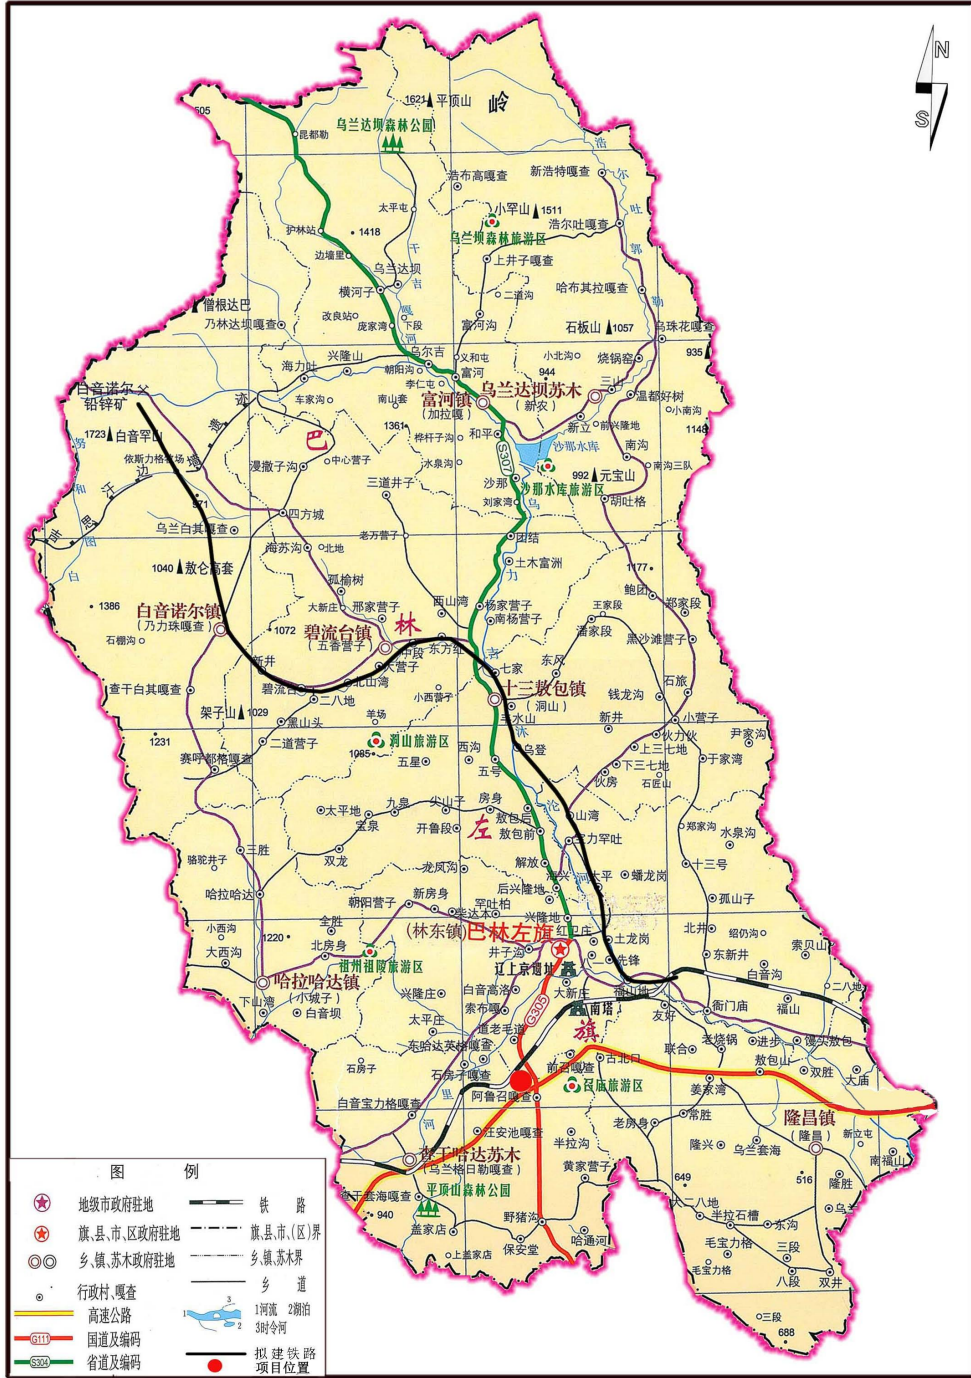 N
S
505
1621 平顶山
岭
乌兰达坝森林公园
昆都勒
浩
尔
吐
郭
勒
浩布高嘎查
新浩特嘎查
太平屯
小罕山 1511
浩尔吐嘎查
护林站
1418
乌兰坝森林旅游区
边墙里
乌兰达坝
上井子嘎查
横河子
二道沟
哈布其拉嘎查
僧根达巴
乃林达坝嘎查
改良站
庞家湾
下段
富河沟
石板山 1057
乌珠花嘎查
兴隆山
乌尔吉
义和屯
小北沟
烧锅窑
935
海力吐
朝阳沟
富河
944
李仁屯
白音诺尔
铅锌矿
车家沟
南山套
富河镇
(加拉嘎)
乌兰达坝苏木
(新农)
三山
温都好树
小南沟
1723 白音罕山
巴
1361
桦杆子沟
和平
新立
前兴隆地
1148
依斯力格牧场
漫撒子沟
中心营子
水泉沟
S307
沙那水库
南沟
南沟三队
971
三道井子
沙那
沙那水库旅游区
992 元宝山
刘家湾
胡吐格
乌兰白其嘎查
四方城
老万营子
团结
海苏沟
北地
土木富洲
1040 敖仑高套
孤榆树
1177
鲍团
1386
大新庄
邢家营子
西山湾
杨家营子
王家段
郑家段
白音诺尔镇
(乃力珠嘎查)
1072
碧流台镇
(五香营子)
林
南杨营子
潘家段
石棚沟
中段
东方红
黑沙滩营子
新井
大营子
七家
东风
查干白其嘎查
碧流台
北山湾
十三敖包镇
(洞山)
石旅
二八地
小西营子
钱龙沟
架子山 1029
羊场
黑山头
丰水山
新井
小营子
1231
二道营子
洞山旅游区
1085
西沟
乌登
伙力伙
尹家沟
赛呼都格嘎查
五星
五号
上三七地
于家湾
下三七地
伙房
石匠山
太平地
九泉
尖山子
房身
宝泉
敖包后
山湾
开鲁段
左
敖包前
郑家沟
水泉沟
三胜
双龙
宝力罕吐
骆驼井子
龙凤沟
解放
十三号
海兴
太平
蟠龙岗
哈拉哈达
新房身
后兴隆地
孤山子
朝阳营子
罕吐柏
柴达木
兴隆地
小西沟
全胜
(林东镇)巴林左旗
红卫庄
北井
绍仍沟
1220
土龙岗
索贝山
大西沟
北房身
井子沟
先锋
东新井
祖州祖陵旅游区
辽上京遗址
白音沟
哈拉哈达镇
(小城子)
白音高洛
福山地
二八地
兴隆庄
大新庄
下山湾
索布嘎
G305
南塔
友好
衙门庙
福山
白音坝
太平庄
道老毛道
旗
东哈达英格嘎查
联合
老烧锅
进步
馒头敖包
石房子
前召嘎查
古北口
石房子嘎查
敖包山
双胜
召庙旅游区
大庙
阿鲁召嘎查
姜家湾
白音宝力格嘎查
隆昌镇
(隆昌)
常胜
汪安池嘎查
老房身
半拉沟
隆兴
乌兰套海
新立屯
查干哈达苏木
(乌兰格日勒嘎查)
黄家营子
南福山
查干套海嘎查
平顶山森林公园
649
516
隆胜
940
大二八地
盖家店
野猪沟
半拉石槽
东沟
乌兰
哈通河
保安堂
毛宝力格
上盖家店
三段
毛宝力格
八段
双井
三段
688
图 例
地级市政府驻地
铁 路
旗、县、市、区政府驻地
旗、县、市、(区)界
乡、镇、苏木政府驻地
乡、镇、苏木界
行政村、嘎查
乡 道
高速公路
1河流 2湖泊
3时令河
1
2
3
G111
国道及编码
拟建铁路
S304
省道及编码
项目位置